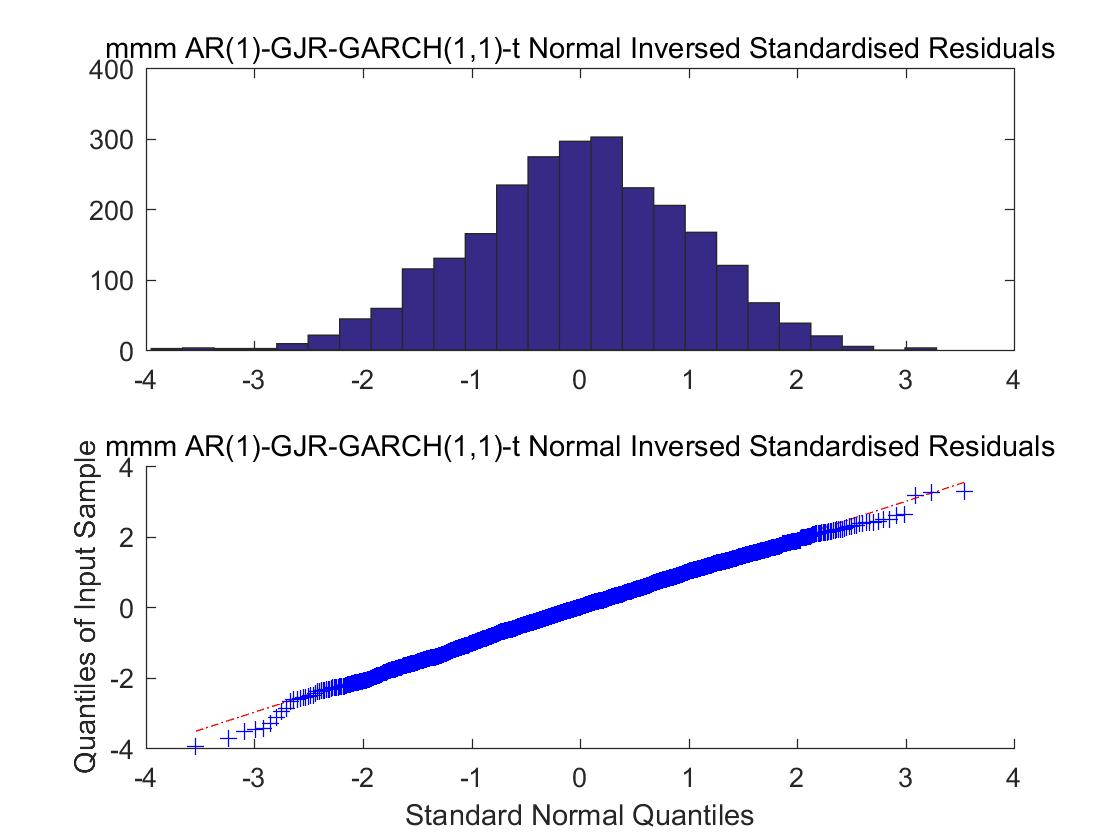 mmm AR(1)-GJR-GARCH(1,1)-t Normal Inversed Standardised Residuals
400
300
200
100
0
-4 -3 -2 -1 0 1 2 3 4
mmm AR(1)-GJR-GARCH(1,1)-t Normal Inversed Standardised Residuals
Quantiles of Input Sample
4
2
0
-2
-4
-4 -3 -2 -1 0 1 2 3 4
Standard Normal Quantiles